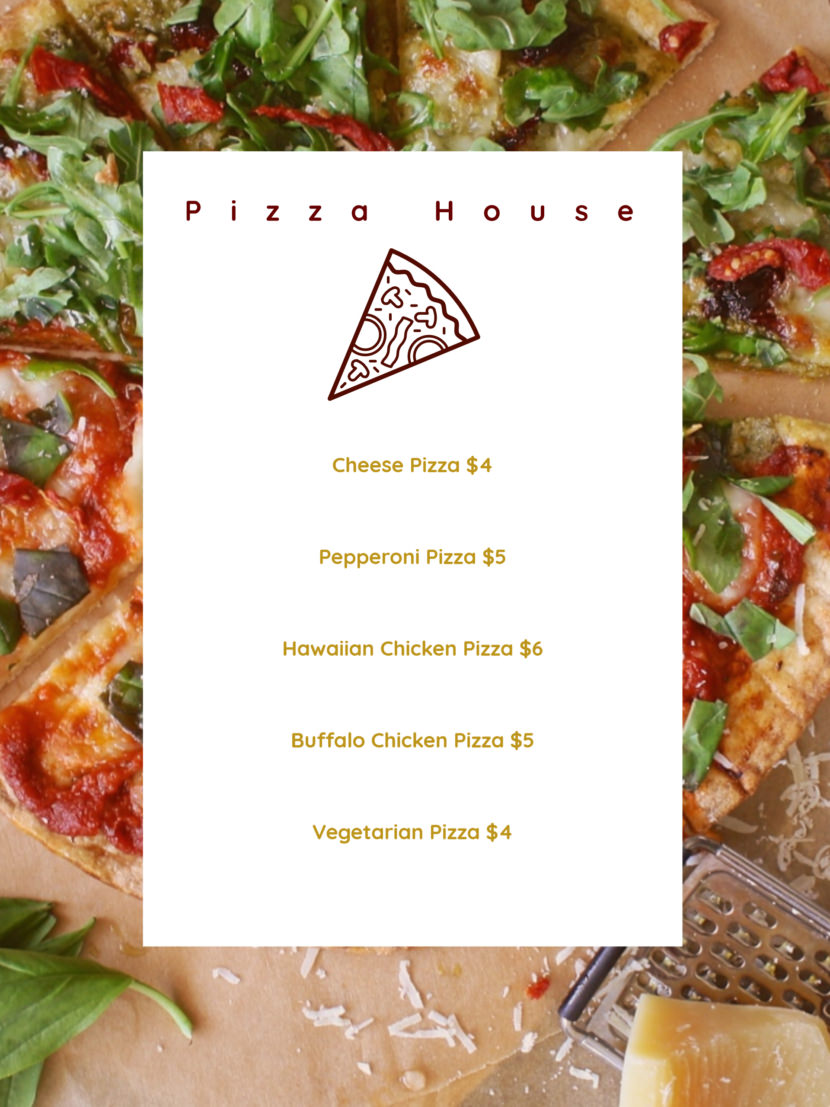 Pizza House
Cheese Pizza $4
Pepperoni Pizza $5
Hawaiian Chicken Pizza $6
Buffalo Chicken Pizza $5
Vegetarian Pizza $4